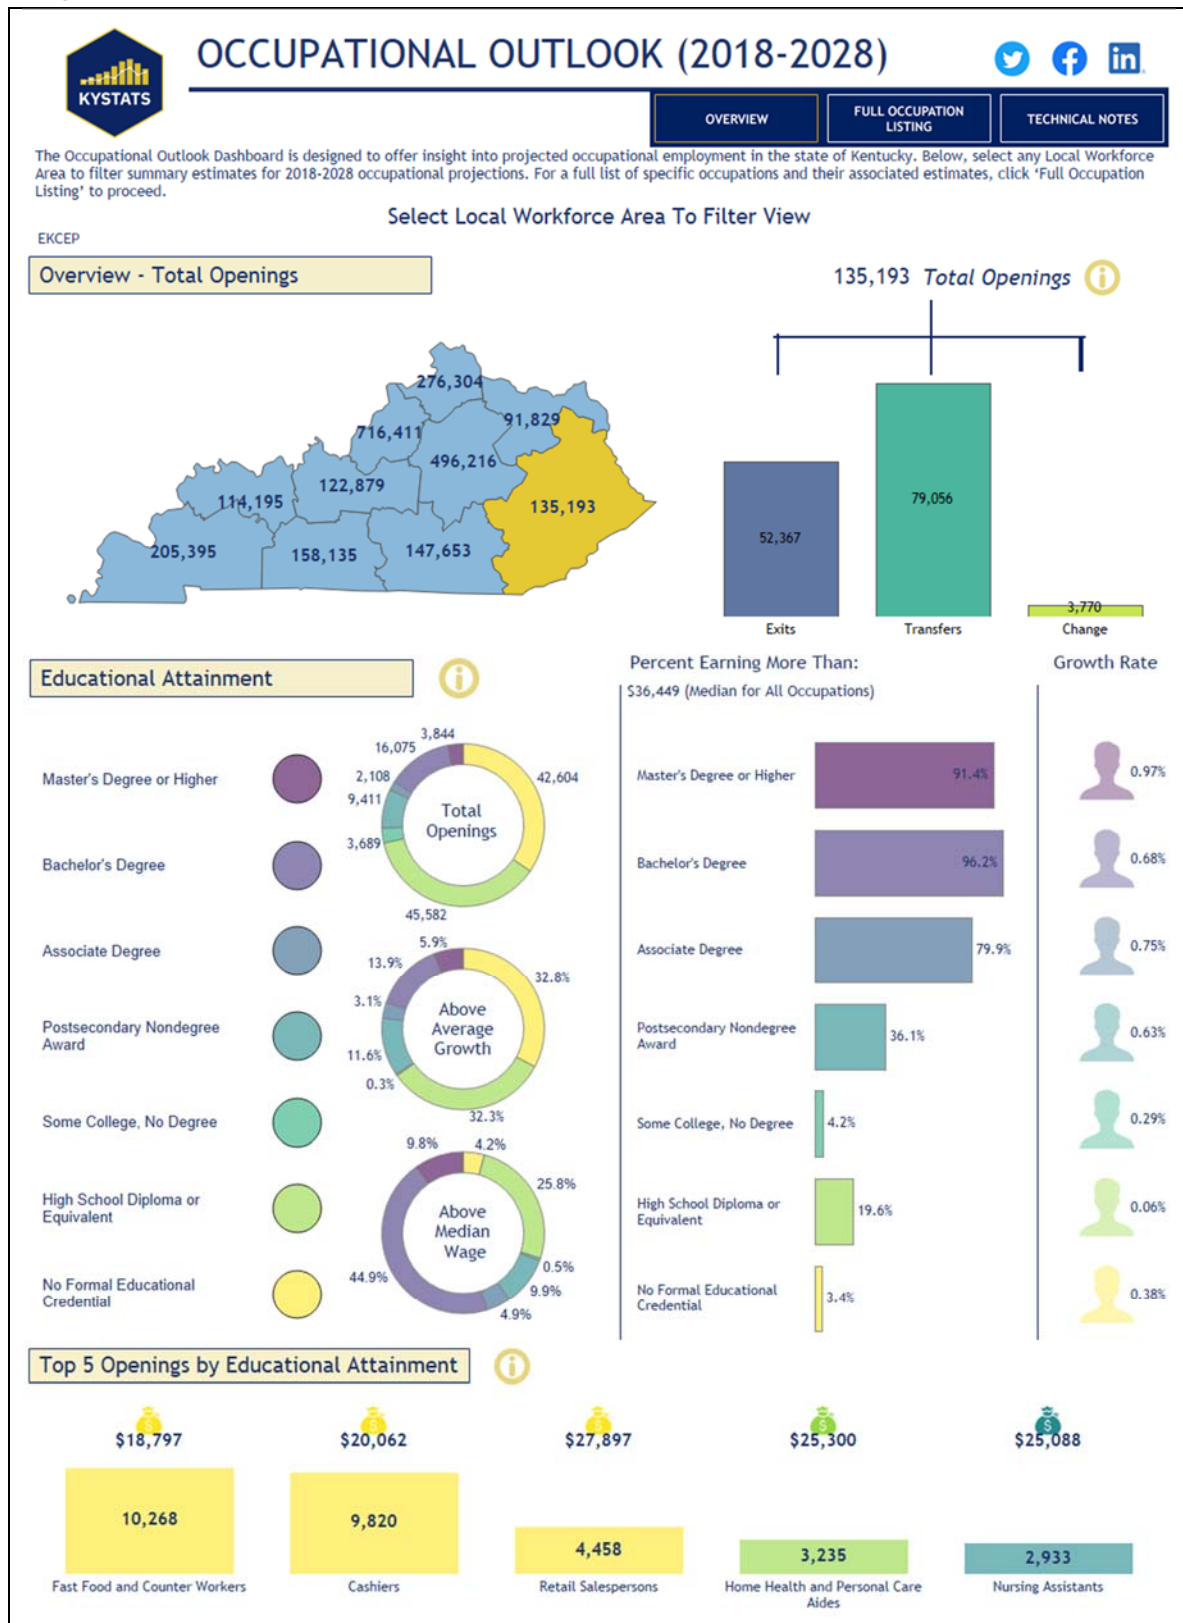 OCCUPATIONAL OUTLOOK (2018-2028)
KYSTATS
OVERVIEW
FULL OCCUPATION
LISTING
TECHNICAL NOTES
The Occupational Outlook Dashboard is designed to offer insight into projected occupational employment in the state of Kentucky. Below, select any Local Workforce
Area to filter summary estimates for 2018-2028 occupational projections. For a full list of specific occupations and their associated estimates, click ‘Full Occupation
Listing’ to proceed.
Select Local Workforce Area To Filter View
EKCEP
Overview - Total Openings
135,193 Total Openings
276,304
91,829
716,411
496,216
122,879
114,195
135,193
205,395
158,135
147,653
52,367
79,056
3,770
Exits
Transfers
Change
Educational Attainment
Master's Degree or Higher
Bachelor's Degree
Associate Degree
Postsecondary Nondegree
Award
Some College, No Degree
High School Diploma or
Equivalent
No Formal Educational
Credential
3,844
16,075
2,108
9,411
3,689
42,604
45,582
Total
Openings
5.9%
13.9%
3.1%
11.6%
0.3%
32.8%
32.3%
Above
Average
Growth
9.8%
4.2%
25.8%
0.5%
9.9%
4.9%
44.9%
Above
Median
Wage
Percent Earning More Than:
$36,449 (Median for All Occupations)
Growth Rate
Master's Degree or Higher
91.4%
0.97%
Bachelor's Degree
96.2%
0.68%
Associate Degree
79.9%
0.75%
Postsecondary Nondegree
Award
36.1%
0.63%
Some College, No Degree
4.2%
0.29%
High School Diploma or
Equivalent
19.6%
0.06%
No Formal Educational
Credential
3.4%
0.38%
Top 5 Openings by Educational Attainment
$18,797
$20,062
$27,897
$25,300
$25,088
10,268
9,820
4,458
3,235
2,933
Fast Food and Counter Workers
Cashiers
Retail Salespersons
Home Health and Personal Care
Aides
Nursing Assistants